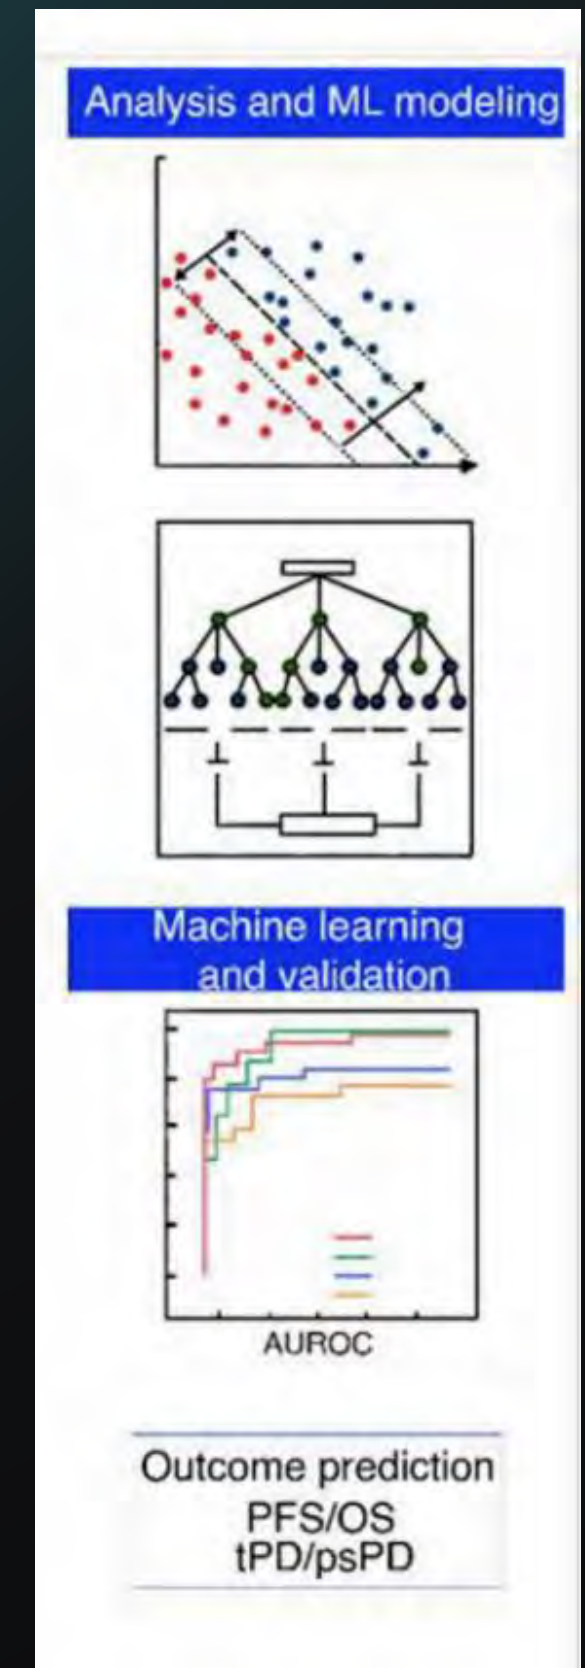 Analysis and ML modeling
Machine learning
and validation
AUROC
Outcome prediction
PFS/OS
tPD/psPD